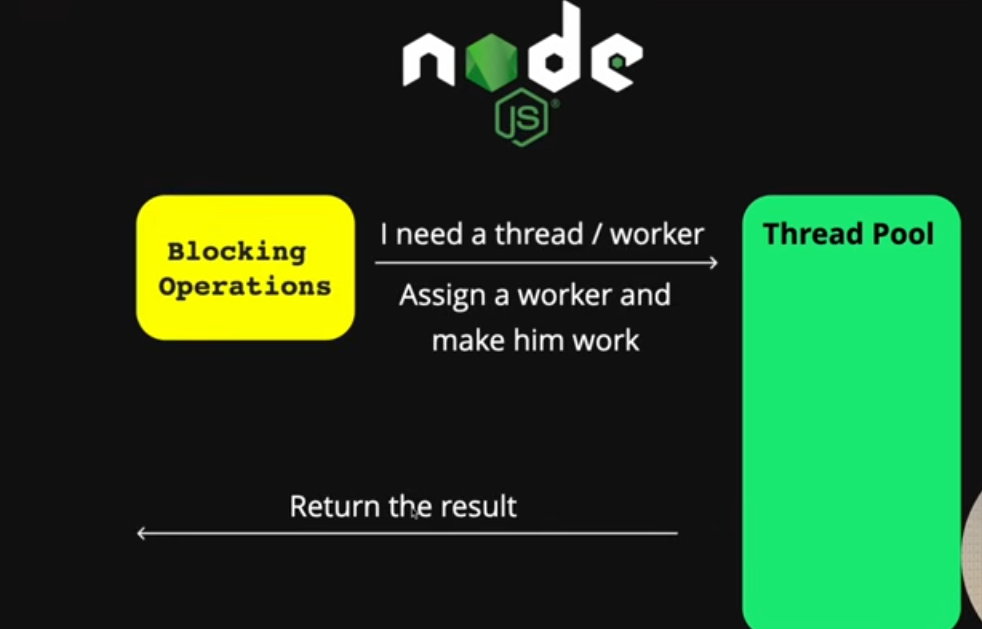 node
JS
®
Blocking
Operations
I need a thread / worker
Assign a worker and
make him work
Thread Pool
Return the result